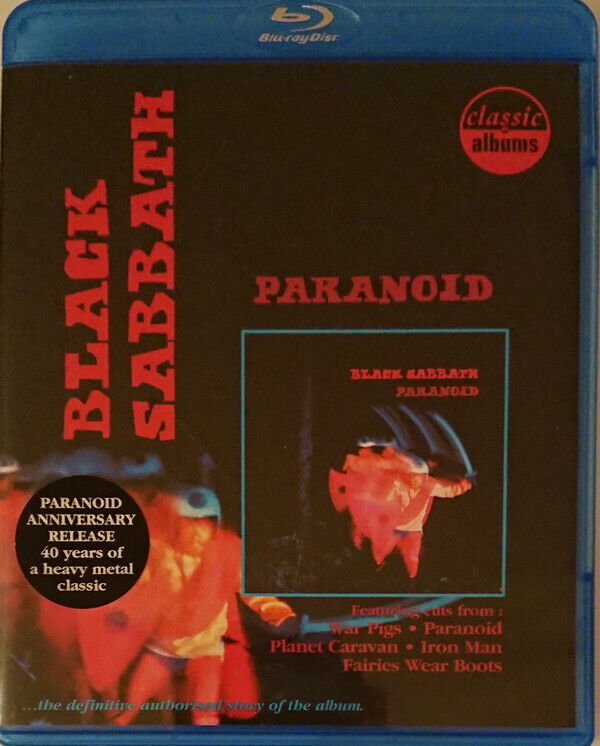 Blu-ray Disc
classic
albums
BLACK
SABBATH
PARANOID
BLACK SABBATH
PARANOID
PARANOID
ANNIVERSARY
RELEASE
40 years of
a heavy metal
classic
Featuring cuts from :
War Pigs • Paranoid
Planet Caravan • Iron Man
Fairies Wear Boots
...the definitive authorised story of the album.